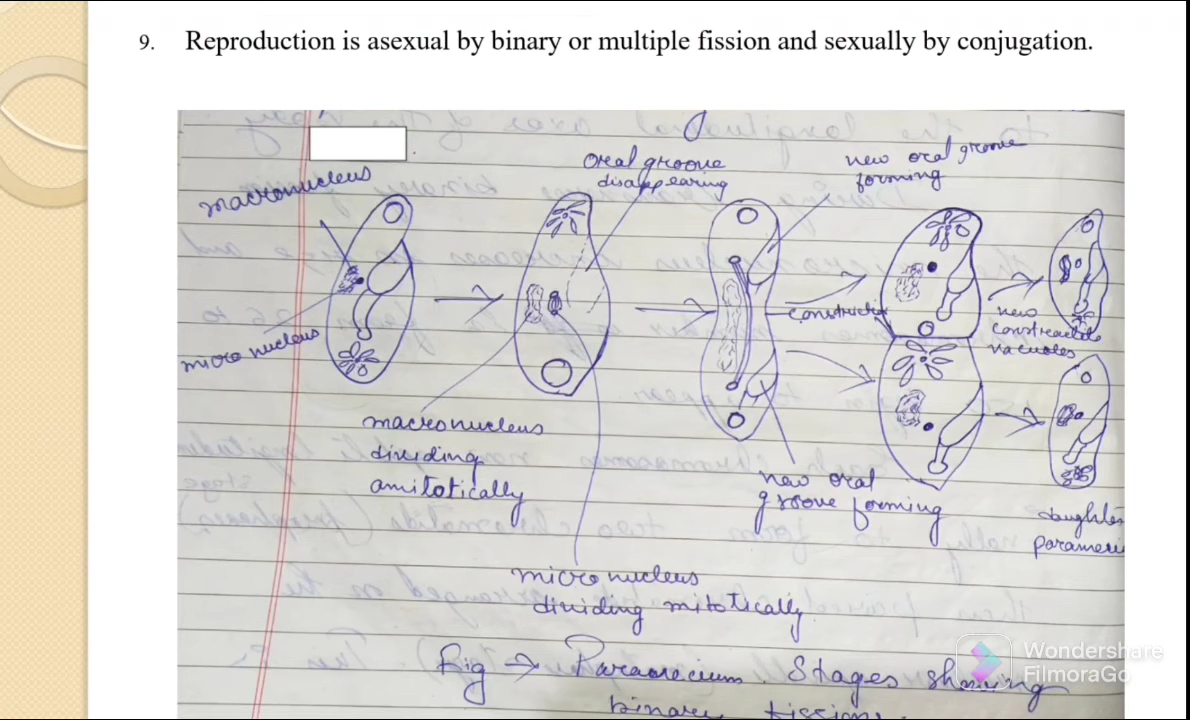 9. Reproduction is asexual by binary or multiple fission and sexually by conjugation.
macronucleus
oral groove
disappearing
new oral groove
forming
micronucleus
constriction
new
contractile
vacuoles
macronucleus
dividing
amitotically
new oral
groove forming
daughter
parameci
micronucleus
dividing mitotically
Fig → Paramecium. Stages showing
binary fission.
Wondershare
FilmoraGo